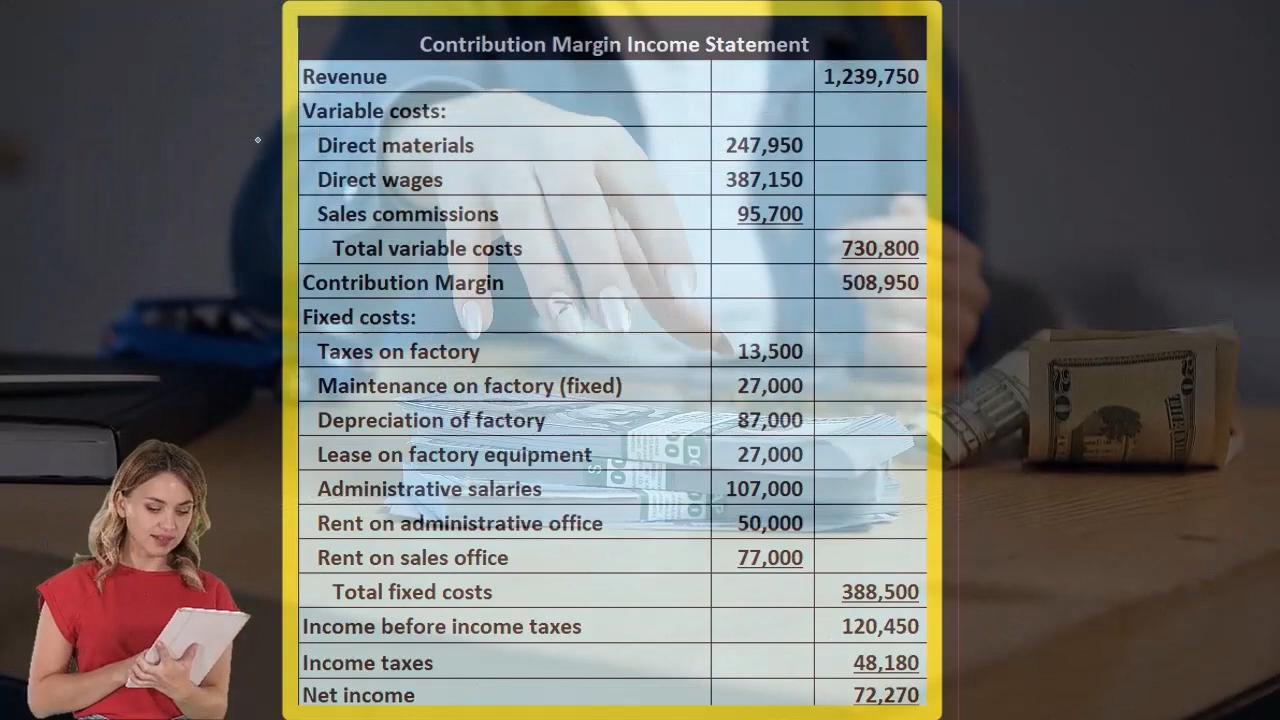 Contribution Margin Income Statement
Revenue 1,239,750
Variable costs:
Direct materials 247,950
Direct wages 387,150
Sales commissions 95,700
Total variable costs 730,800
Contribution Margin 508,950
Fixed costs:
Taxes on factory 13,500
Maintenance on factory (fixed) 27,000
Depreciation of factory 87,000
Lease on factory equipment 27,000
Administrative salaries 107,000
Rent on administrative office 50,000
Rent on sales office 77,000
Total fixed costs 388,500
Income before income taxes 120,450
Income taxes 48,180
Net income 72,270
20
20